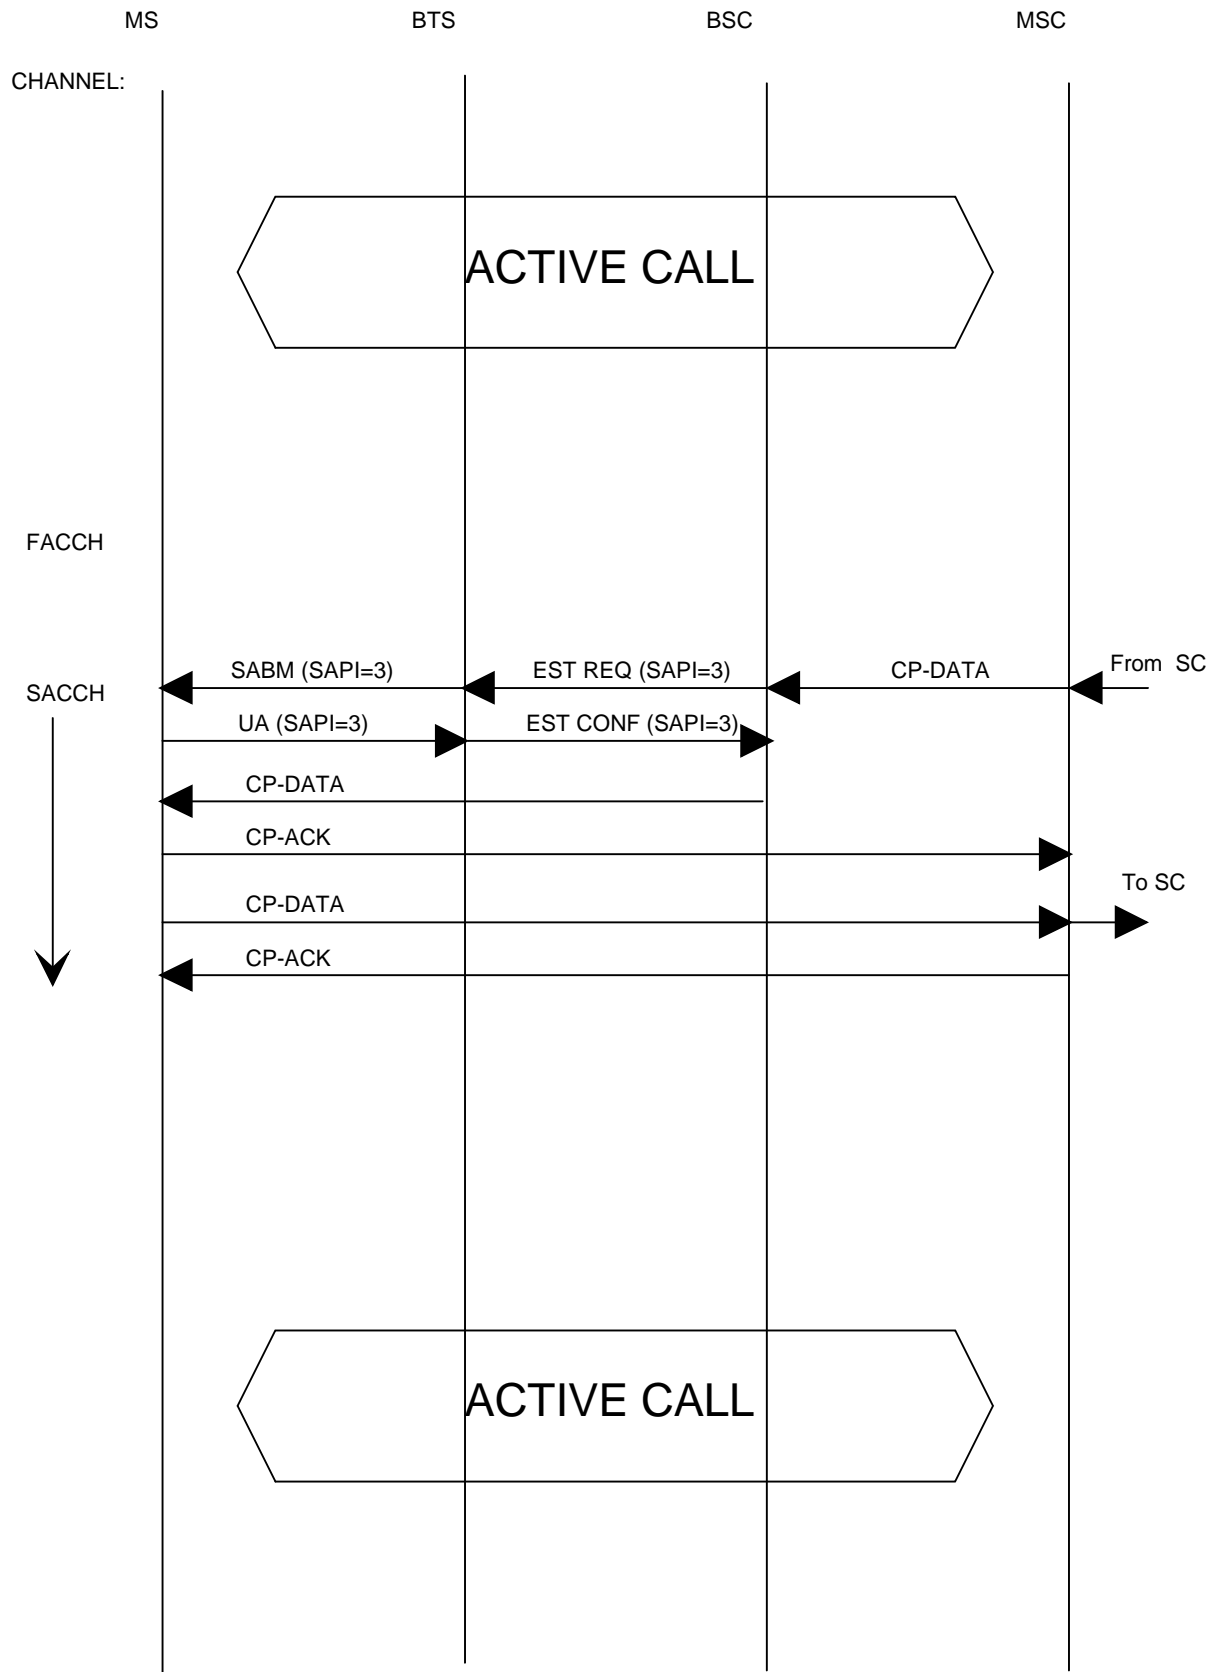 MS BTS BSC MSC
CHANNEL:
ACTIVE CALL
FACCH
SABM (SAPI=3) EST REQ (SAPI=3) CP-DATA From SC
SACCH
UA (SAPI=3) EST CONF (SAPI=3)
CP-DATA
CP-ACK
To SC
CP-DATA
CP-ACK
ACTIVE CALL